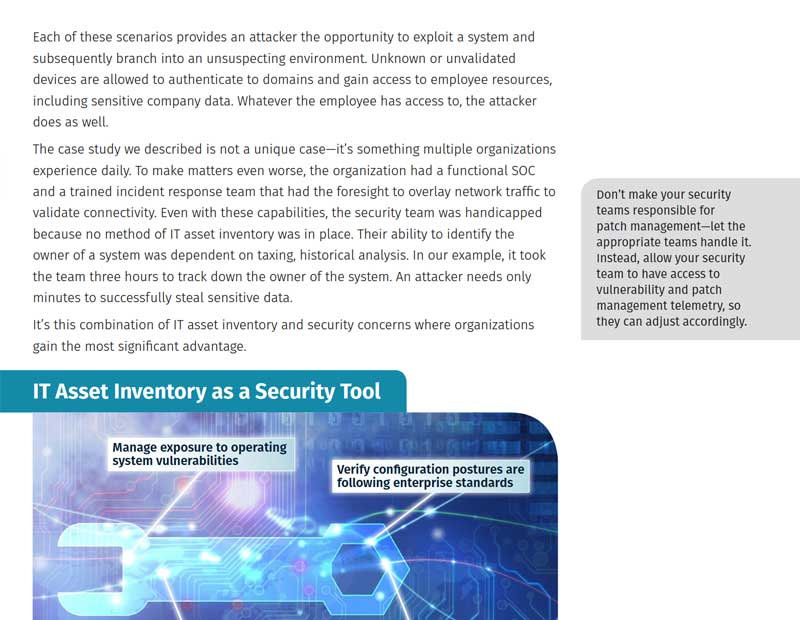 Each of these scenarios provides an attacker the opportunity to exploit a system and
subsequently branch into an unsuspecting environment. Unknown or unvalidated
devices are allowed to authenticate to domains and gain access to employee resources,
including sensitive company data. Whatever the employee has access to, the attacker
does as well.
The case study we described is not a unique case—it's something multiple organizations
experience daily. To make matters even worse, the organization had a functional SOC
and a trained incident response team that had the foresight to overlay network traffic to
validate connectivity. Even with these capabilities, the security team was handicapped
because no method of IT asset inventory was in place. Their ability to identify the
owner of a system was dependent on taxing, historical analysis. In our example, it took
the team three hours to track down the owner of the system. An attacker needs only
minutes to successfully steal sensitive data.
It's this combination of IT asset inventory and security concerns where organizations
gain the most significant advantage.
Don't make your security
teams responsible for
patch management—let the
appropriate teams handle it.
Instead, allow your security
team to have access to
vulnerability and patch
management telemetry, so
they can adjust accordingly.
IT Asset Inventory as a Security Tool
Manage exposure to operating
system vulnerabilities
Verify configuration postures are
following enterprise standards